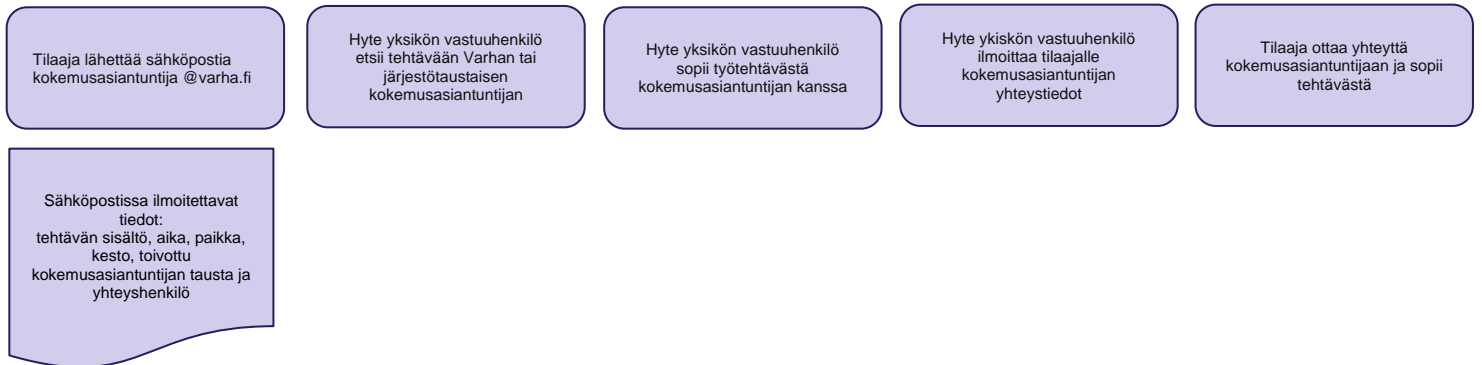 Tilaaja lähettää sähköpostia
kokemusasiantuntija @varha.fi
Hyte yksikön vastuuhenkilö
etsii tehtävään Varhan tai
järjestötaustaisen
kokemusasiantuntijan
Hyte yksikön vastuuhenkilö
sopii työtehtävästä
kokemusasiantuntijan kanssa
Hyte ykiskön vastuuhenkilö
ilmoittaa tilaajalle
kokemusasiantuntijan
yhteystiedot
Tilaaja ottaa yhteyttä
kokemusasiantuntijaan ja sopii
tehtävästä
Sähköpostissa ilmoitettavat
tiedot:
tehtävän sisältö, aika, paikka,
kesto, toivottu
kokemusasiantuntijan tausta ja
yhteyshenkilö